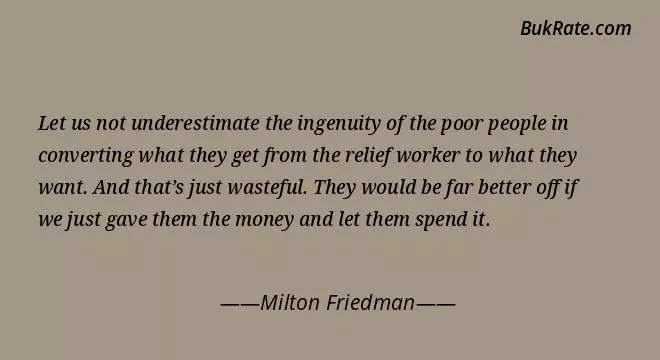 BukRate.com
Let us not underestimate the ingenuity of the poor people in
converting what they get from the relief worker to what they
want. And that’s just wasteful. They would be far better off if
we just gave them the money and let them spend it.
——Milton Friedman——